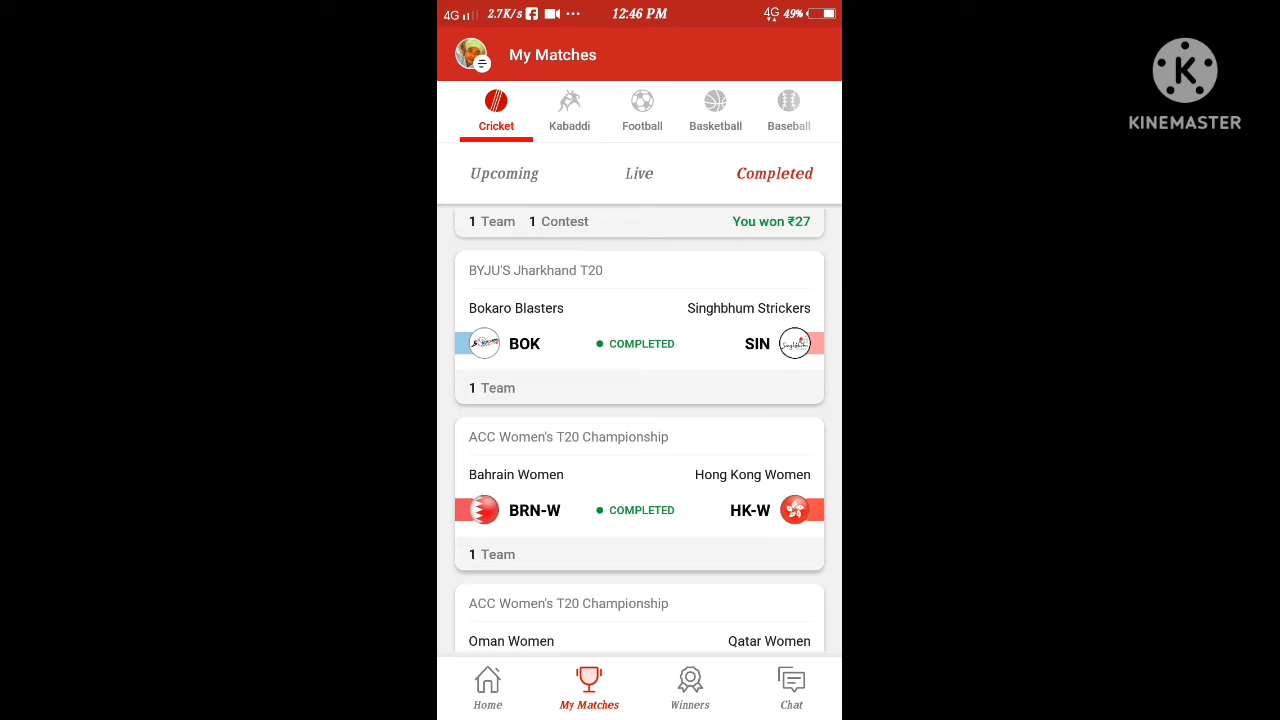 4G 2.7K/s ... 12:46 PM 4G 49%
My Matches
K
KINEMASTER
Cricket Kabaddi Football Basketball Baseball
Upcoming Live Completed
1 Team 1 Contest You won ₹27
BYJU'S Jharkhand T20
Bokaro Blasters Singhbhum Strickers
BOK COMPLETED SIN
1 Team
ACC Women's T20 Championship
Bahrain Women Hong Kong Women
BRN-W COMPLETED HK-W
1 Team
ACC Women's T20 Championship
Oman Women Qatar Women
Home My Matches Winners Chat